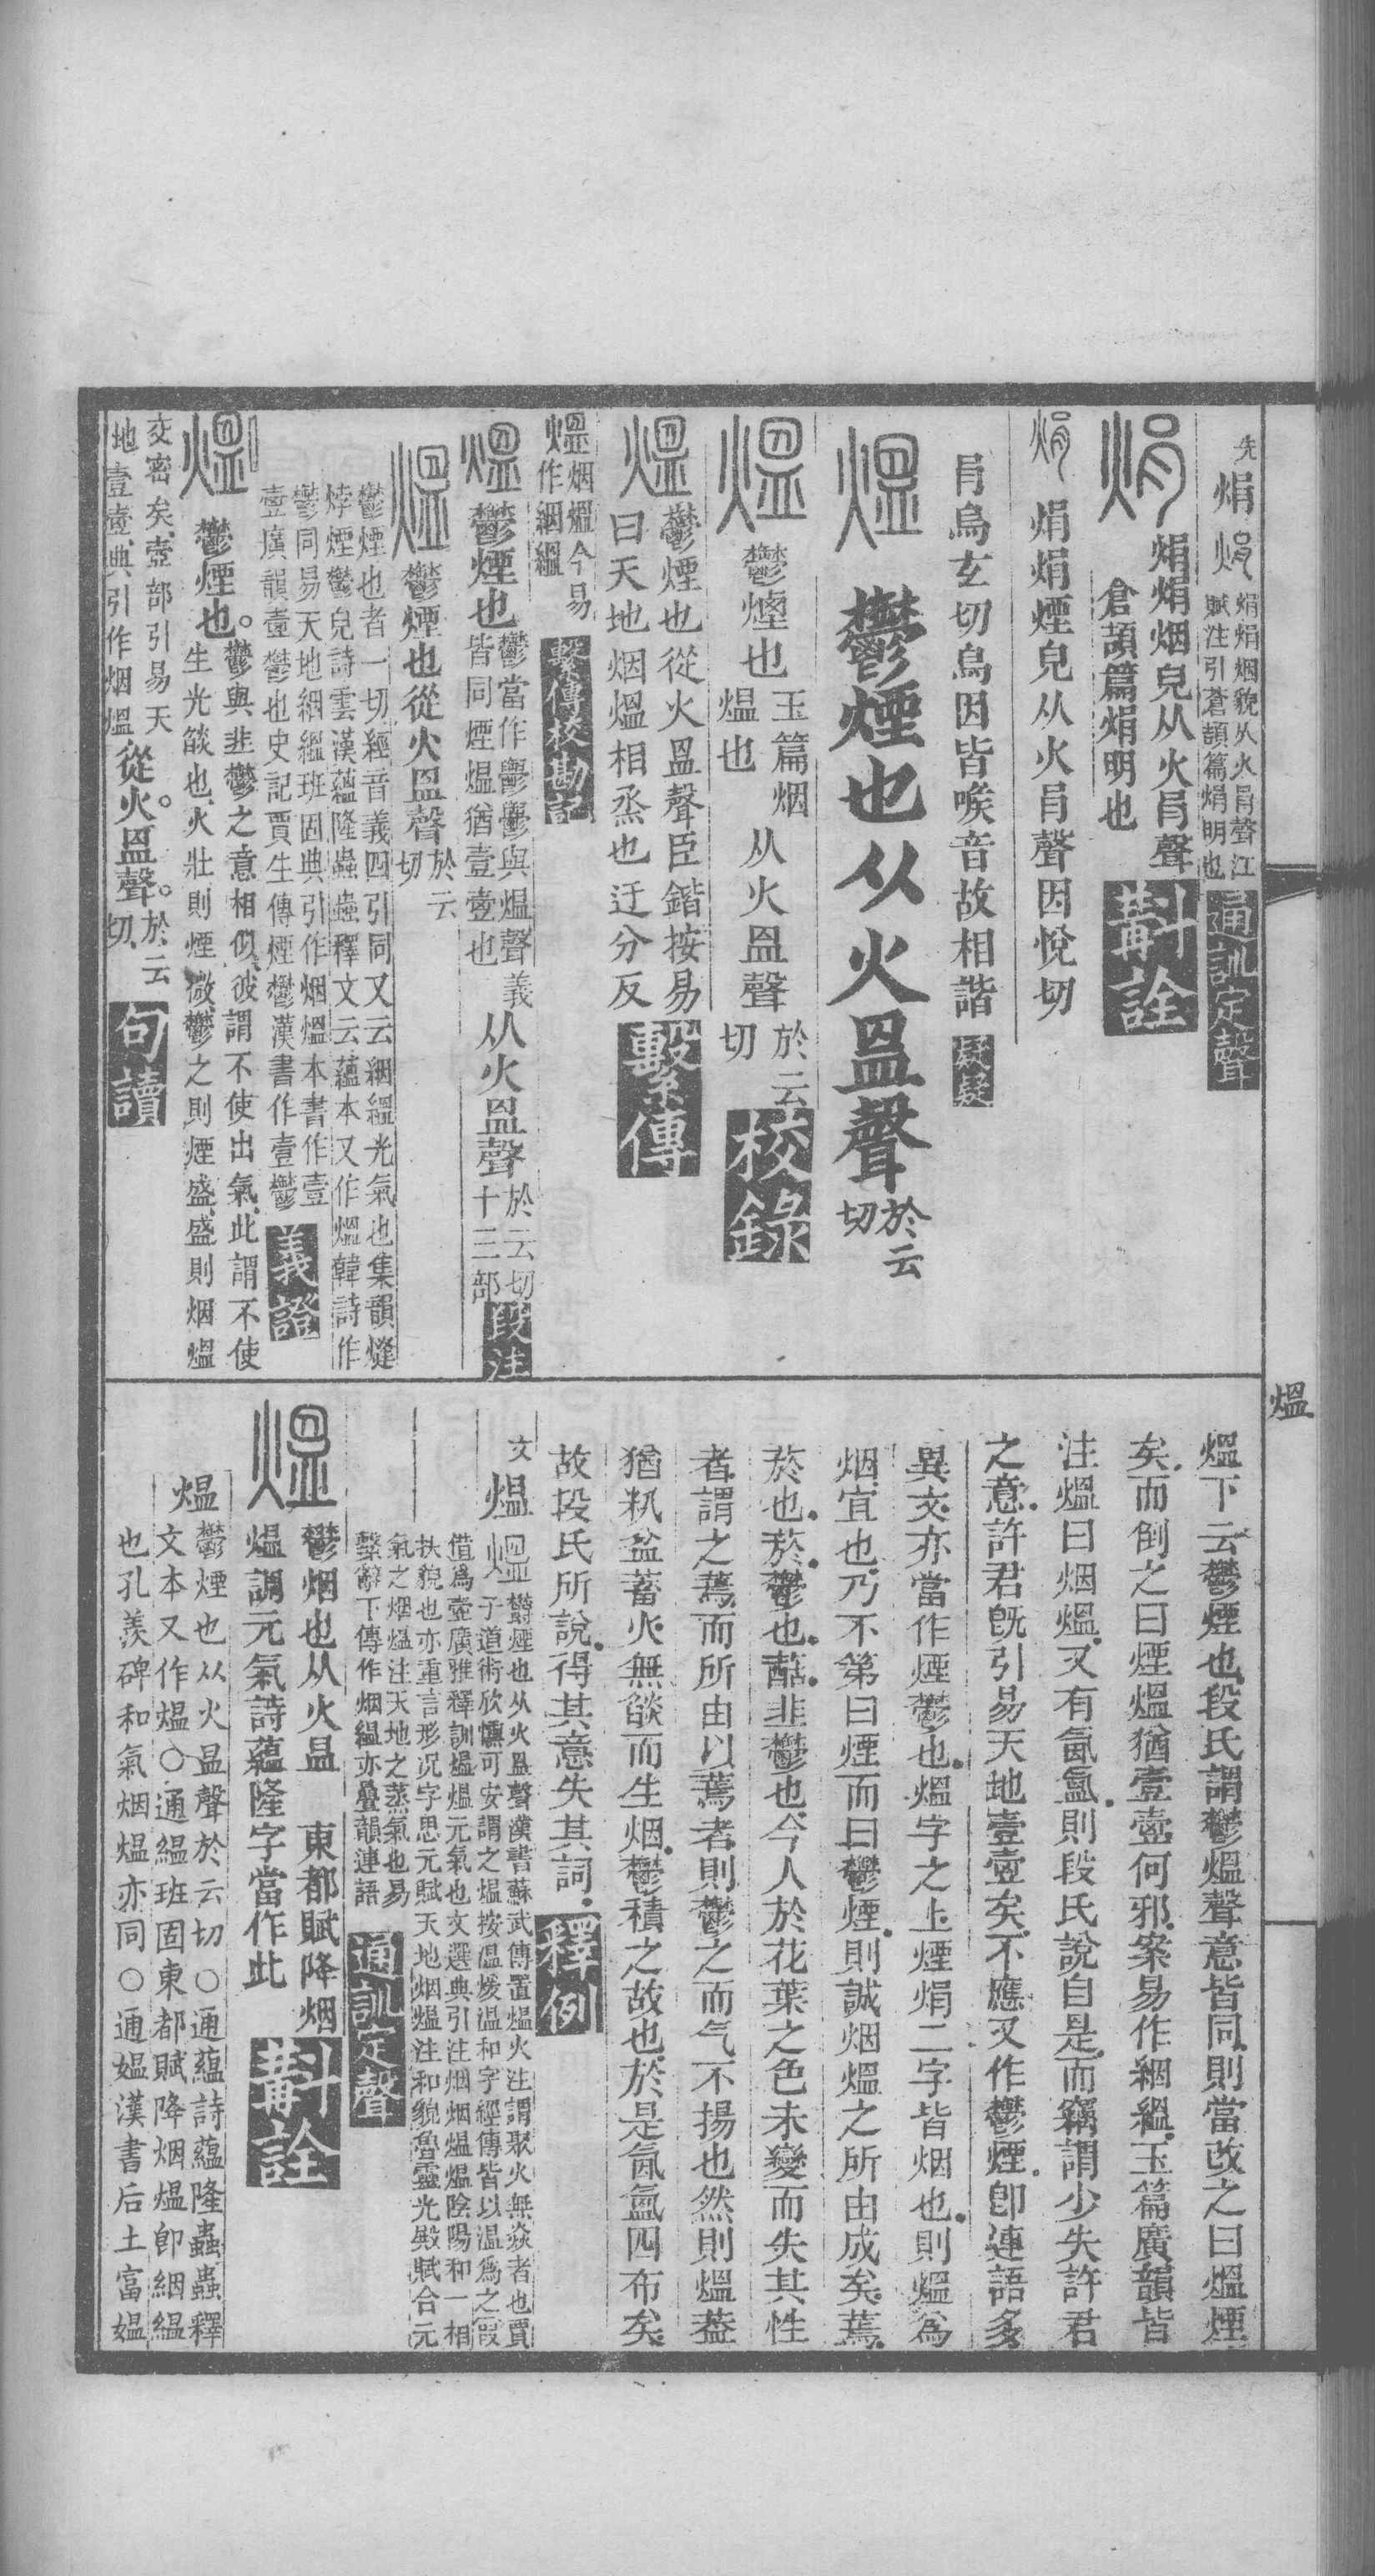 先
焆
焆焆烟貌从火肙聲江
賦注引蒼頡篇焆明也
通訓定聲
焆焆烟皃从火肙聲
倉頡篇焆明也
斠詮
焆焆煙皃从火肙聲因悅切
肙烏玄切烏因皆喉音故相諧
疑疑
熅
鬱煙也从火𥁕聲
於云
切
熅
鬱煙也
玉篇烟
熅也
从火𥁕聲
於云
切
校錄
熅
鬱煙也從火𥁕聲臣鍇按易
曰天地烟熅相烝也迂分反
繫傳
熅
烟熅今易
作絪縕
繫傳校勘記
熅
鬱煙也
鬱當作鬱鬱與熅聲義
皆同煙熅猶壹壺也
从火𥁕聲
於云切
十三部
段注
熅
鬱煙也從火𥁕聲
於云
切
鬱煙也者一切經音義四引同又云絪縕光氣也集韻熢
㶿煙鬱皃詩雲漢蘊隆蟲蟲釋文云蘊本又作熅韓詩作
鬱同易天地絪縕班固典引作烟熅本書作壹
壺廣韻壺鬱也史記賈生傳煙鬱漢書作壹鬱
義證
熅
鬱煙也。
鬱與韭鬱之意相似彼謂不使出氣此謂不使
生光燄也火壯則煙微鬱之則煙盛盛則烟熅
交密矣壺部引易天
地壹壺典引作烟熅
從火。𥁕聲。
於云
切
句讀
熅
熅下云鬱煙也段氏謂鬱熅聲意皆同則當改之曰熅煙
矣而倒之曰煙熅猶壹壺何邪案易作絪縕玉篇廣韻皆
注熅曰烟熅又有氤氳則段氏說自是而竊謂少失許君
之意許君旣引易天地壹壺矣不應又作鬱煙卽連語多
異文亦當作煙鬱也熅字之上煙焆二字皆烟也則熅爲
烟宜也乃不第曰煙而曰鬱煙則誠烟熅之所由成矣蔫
菸也菸鬱也䤖韭鬱也今人於花葉之色未變而失其性
者謂之蔫而所由以蔫者則鬱之而气不揚也然則熅葢
猶瓶盆蓄火無燄而生烟鬱積之故也於是氤氳四布矣
故段氏所說得其意失其詞
釋例
文
熅
鬱煙也从火𥁕聲漢書蘇武傳置熅火注謂聚火無焱者也賈
子道術欣熅可安謂之熅按溫煖溫和字經傳皆以溫爲之叚
借爲壺廣雅釋訓熅熅元氣也文選典引注烟烟熅熅陰陽和一相
扶貌也亦重言形況字思元賦天地烟熅注和貌魯靈光殿賦合元
氣之烟熅注天地之蒸氣也易
繫辭下傳作烟縕亦疊韻連語
通訓定聲
熅
鬱烟也从火昷　東都賦降烟
熅調元氣詩蘊隆字當作此
斠詮
熅
鬱煙也从火昷聲於云切○通蘊詩蘊隆蟲蟲釋
文本又作熅○通縕班固東都賦降烟熅卽絪縕
也孔羨碑和氣烟熅亦同○通媼漢書后土富媼